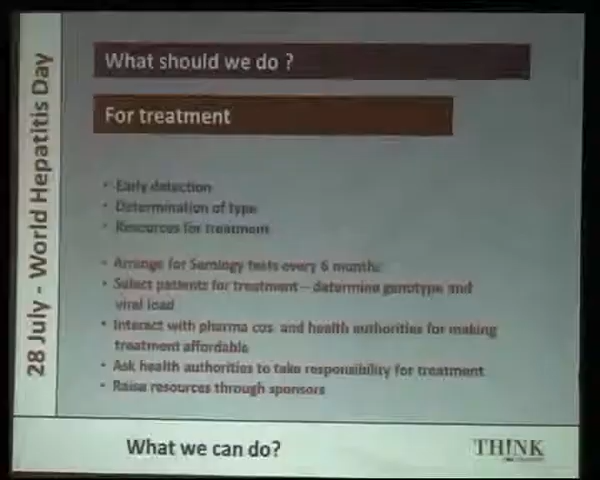 28 July - World Hepatitis Day
What should we do ?
For treatment
• Early detection
• Determination of type
• Resources for treatment
• Arrange for Serology tests every 6 months
• Select patients for treatment – determine genotype and
viral load
• Interact with pharma cos. and health authorities for making
treatment affordable
• Ask health authorities to take responsibility for treatment
• Raise resources through sponsors
What we can do?
TH!NK